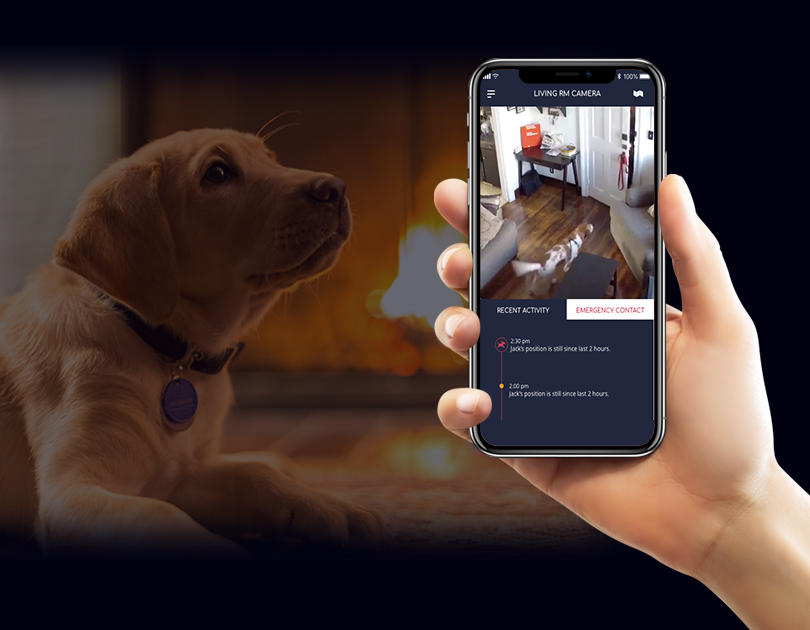 100%
LIVING RM CAMERA
RECENT ACTIVITY
EMERGENCY CONTACT
2:30 pm
Jack's position is still since last 2 hours.
2:00 pm
Jack's position is still since last 2 hours.